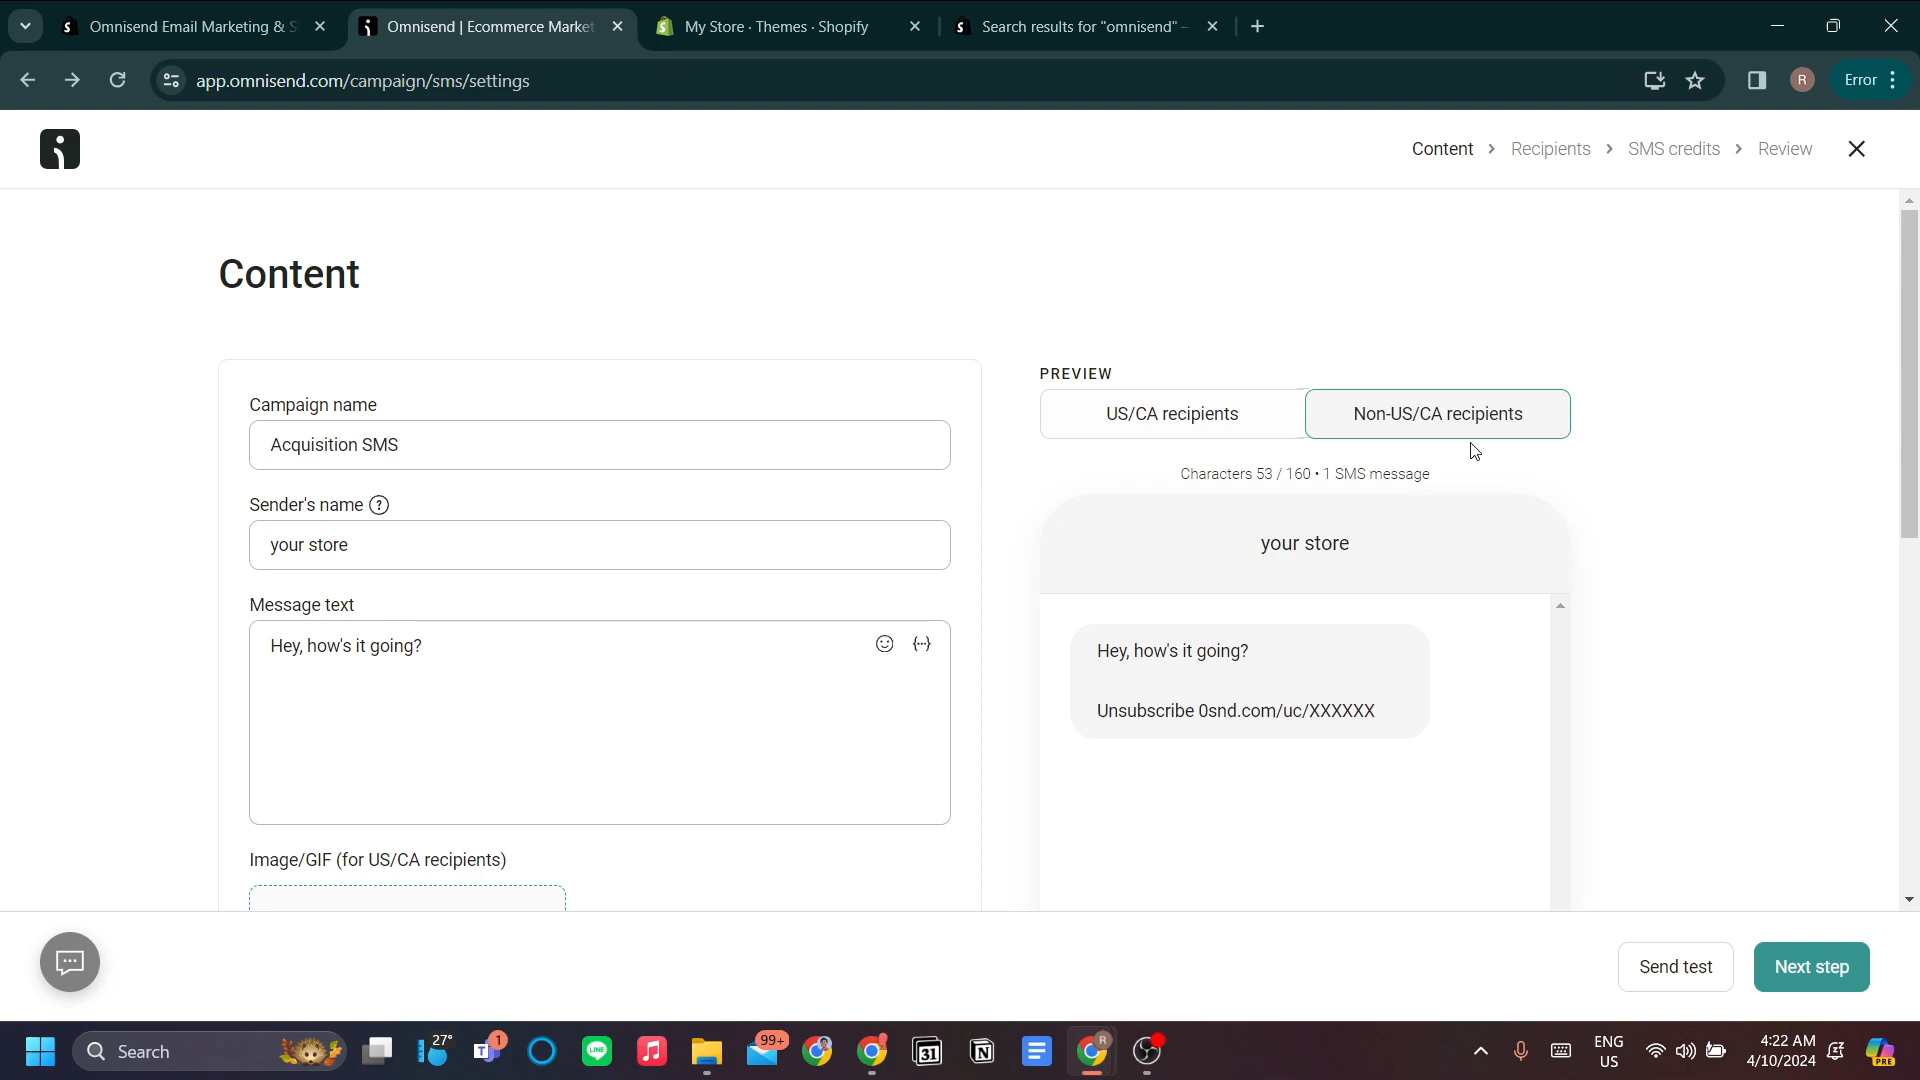 Omnisend Email Marketing & S
Omnisend | Ecommerce Market
My Store · Themes · Shopify
Search results for "omnisend" –
app.omnisend.com/campaign/sms/settings
R
Error
Content > Recipients > SMS credits > Review
Content
Campaign name
Acquisition SMS
Sender's name ?
your store
Message text
Hey, how's it going?
Image/GIF (for US/CA recipients)
PREVIEW
US/CA recipients
Non-US/CA recipients
Characters 53 / 160 • 1 SMS message
your store
Hey, how's it going?
Unsubscribe 0snd.com/uc/XXXXXX
Send test
Next step
Search
27°
1
LINE
99+
31
R
ENG
US
4:22 AM
4/10/2024
PRE